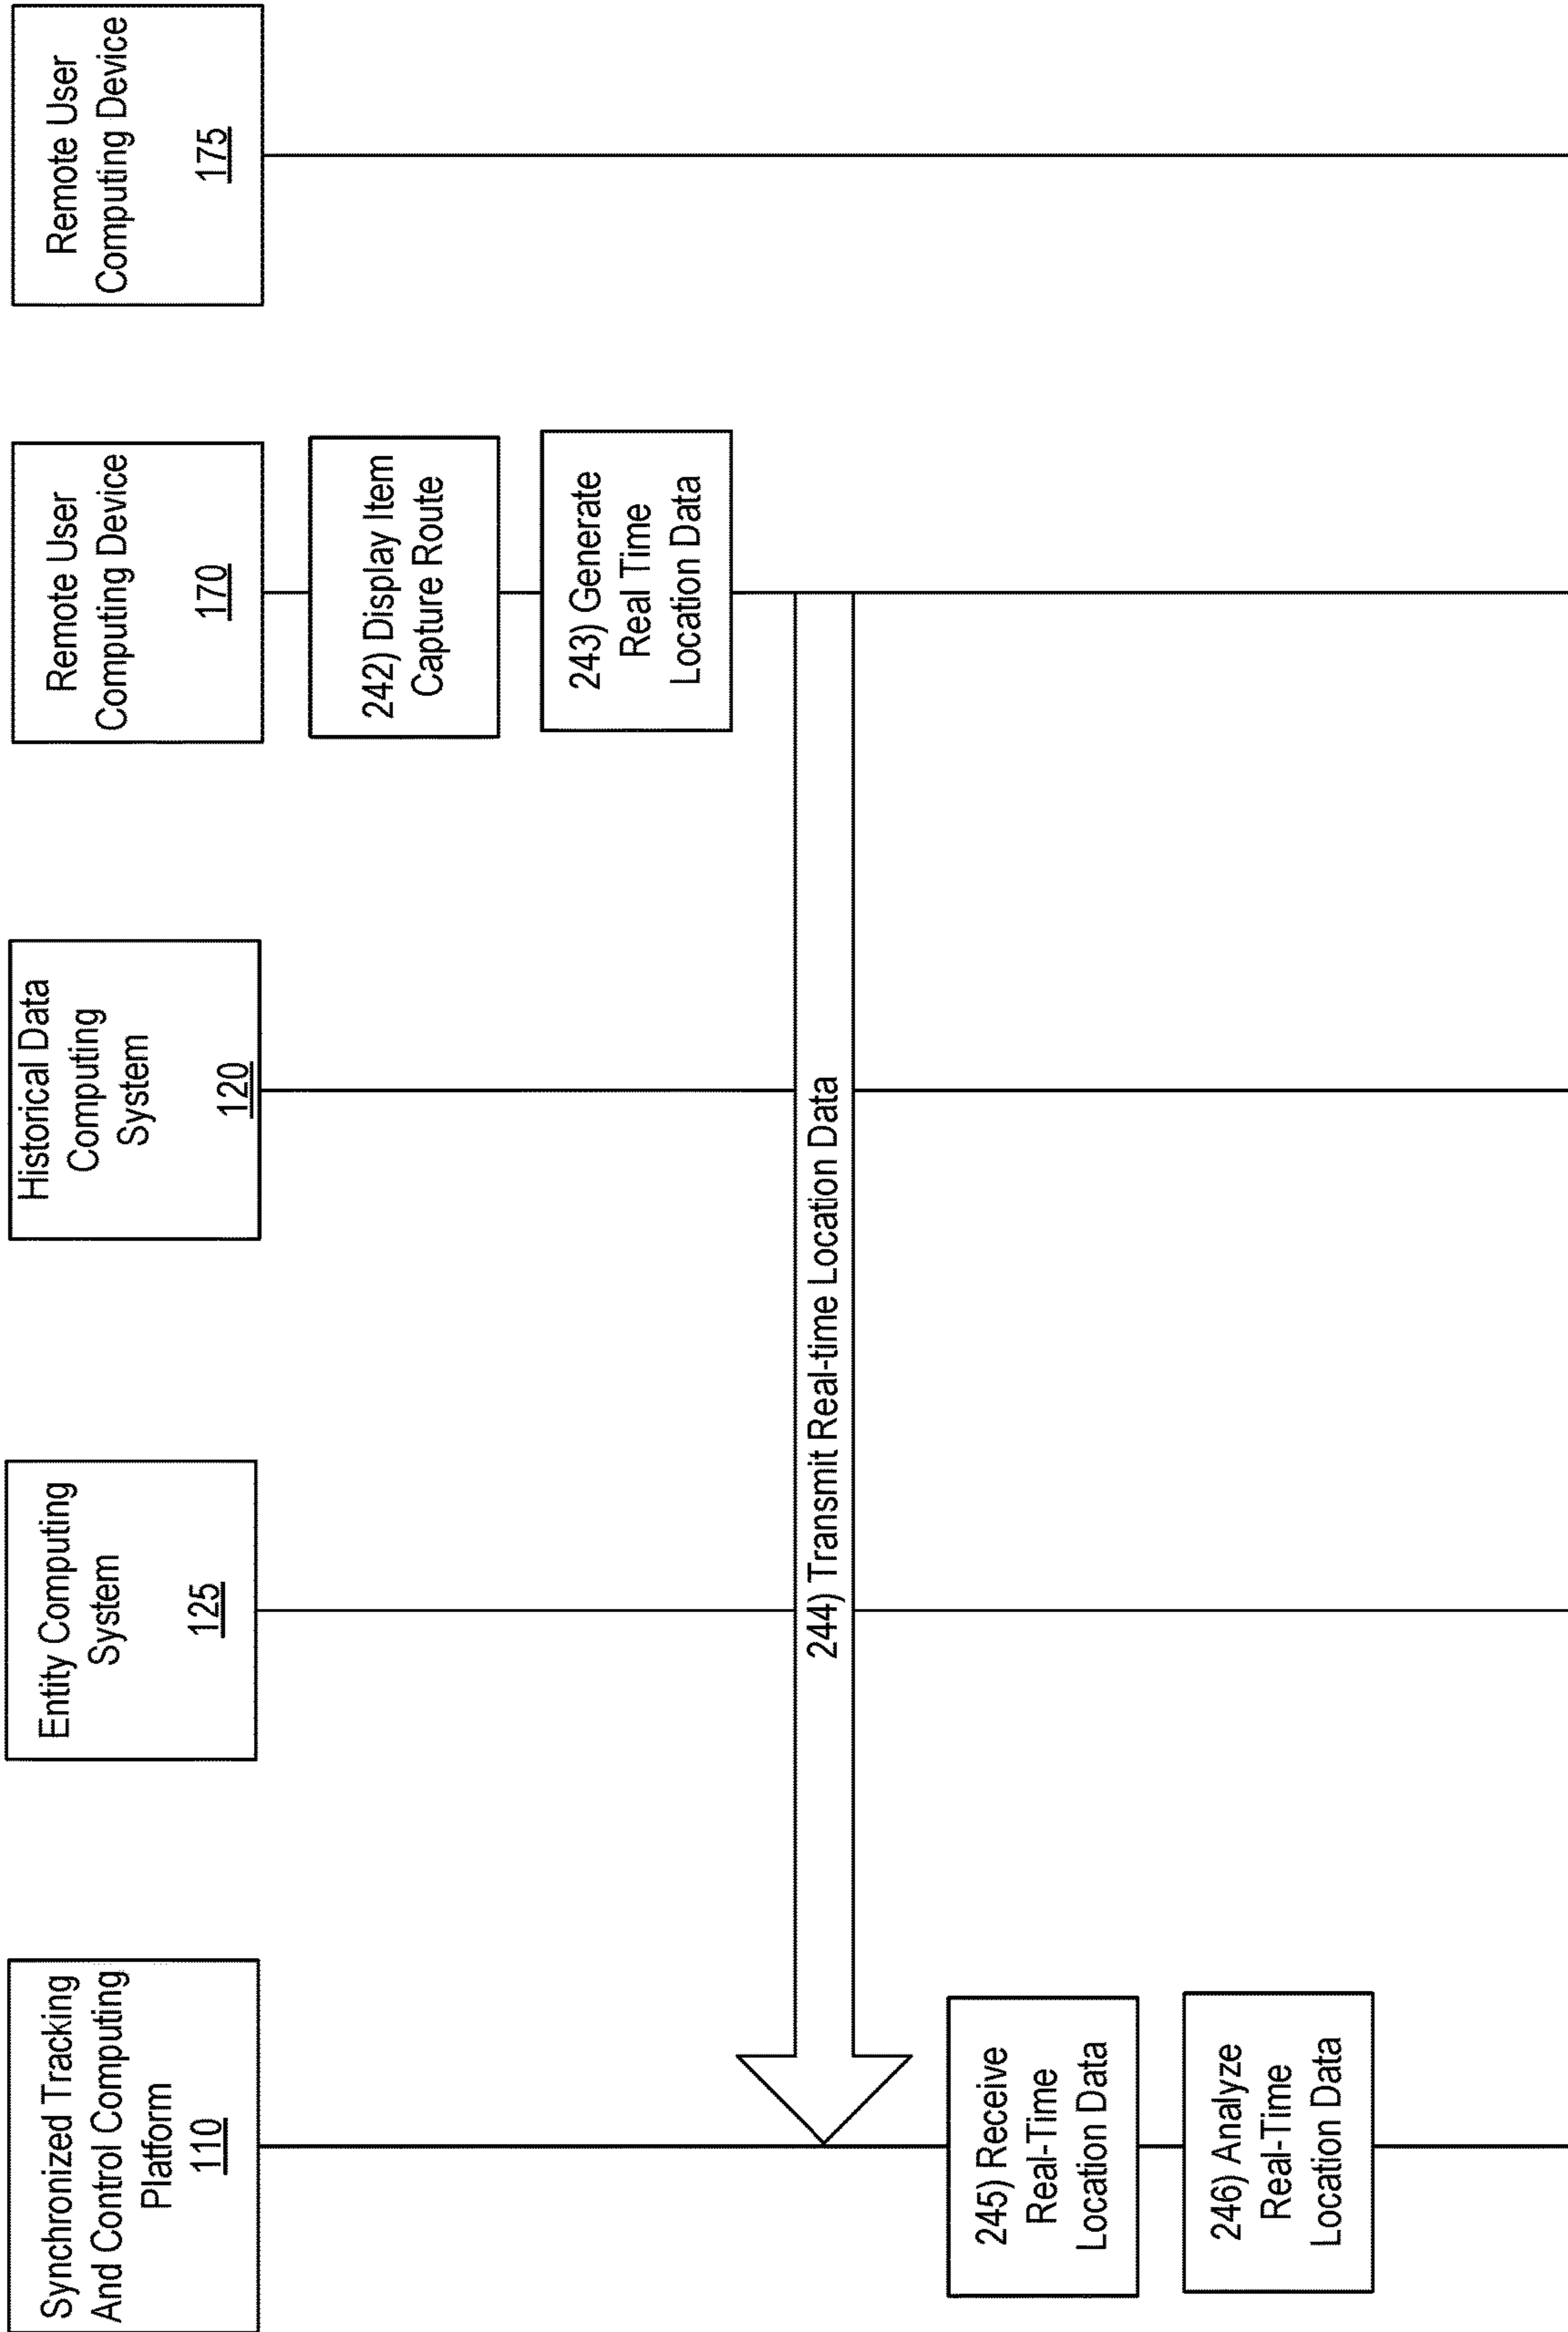 Synchronized Tracking
And Control Computing
Platform
110
Entity Computing
System
125
Historical Data
Computing
System
120
Remote User
Computing Device
170
Remote User
Computing Device
175
242) Display Item
Capture Route
243) Generate
Real Time
Location Data
244) Transmit Real-time Location Data
245) Receive
Real-Time
Location Data
246) Analyze
Real-Time
Location Data